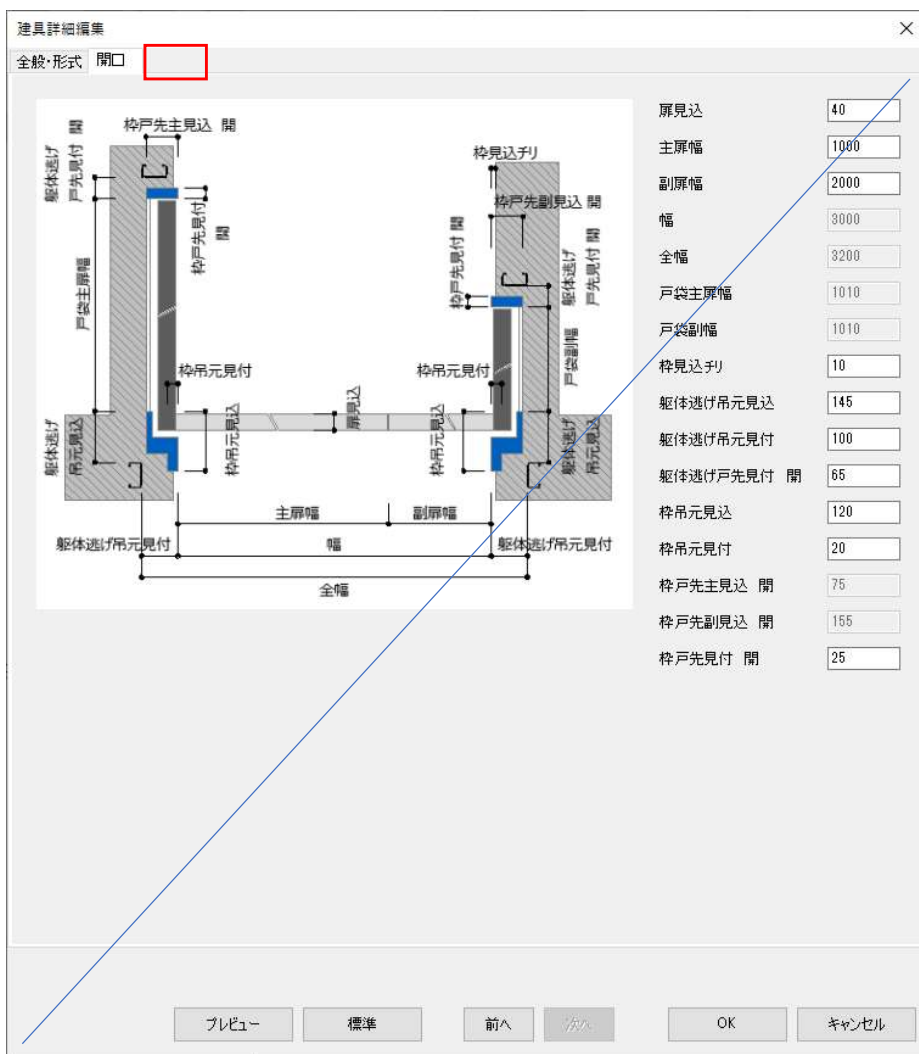 建具詳細編集
全般・形式 開口
枠戸先主見込 開
躯体逃げ
戸先見付 開
枠戸先見付
開
戸袋主扉幅
枠吊元見付
枠見込チリ
枠戸先副見込 開
枠戸先見付 開
躯体逃げ
戸先見付 開
戸袋副幅
枠吊元見付
躯体逃げ
吊元見込
枠吊元見込
扉見込
枠吊元見込
躯体逃げ
吊元見込
主扉幅 副扉幅
躯体逃げ吊元見付 幅 躯体逃げ吊元見付
全幅
扉見込 40
主扉幅 1000
副扉幅 2000
幅 3000
全幅 3200
戸袋主扉幅 1010
戸袋副幅 1010
枠見込チリ 10
躯体逃げ吊元見込 145
躯体逃げ吊元見付 100
躯体逃げ戸先見付 開 65
枠吊元見込 120
枠吊元見付 20
枠戸先主見込 開 75
枠戸先副見込 開 155
枠戸先見付 開 25
プレビュー 標準 前へ 次へ OK キャンセル